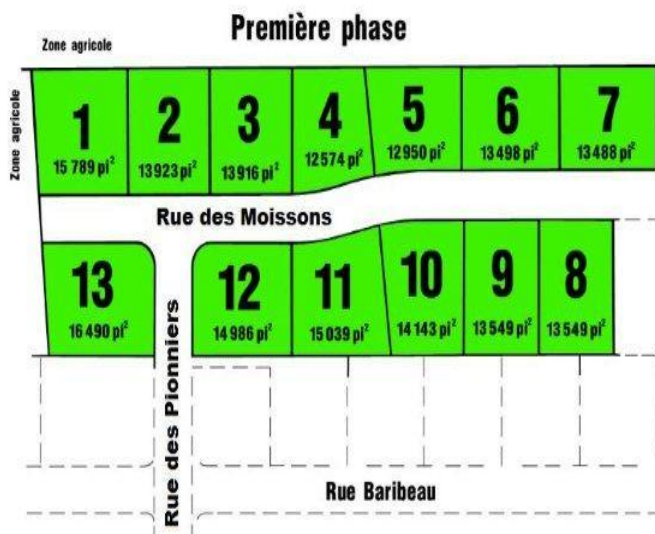 Première phase
Zone agricole
Zone agricole
1
15 789 pi²
2
13 923 pi²
3
13 916 pi²
4
12 574 pi²
5
12 950 pi²
6
13 498 pi²
7
13 488 pi²
Rue des Moissons
13
16 490 pi²
12
14 986 pi²
11
15 039 pi²
10
14 143 pi²
9
13 549 pi²
8
13 549 pi²
Rue des Pionniers
Rue Baribeau